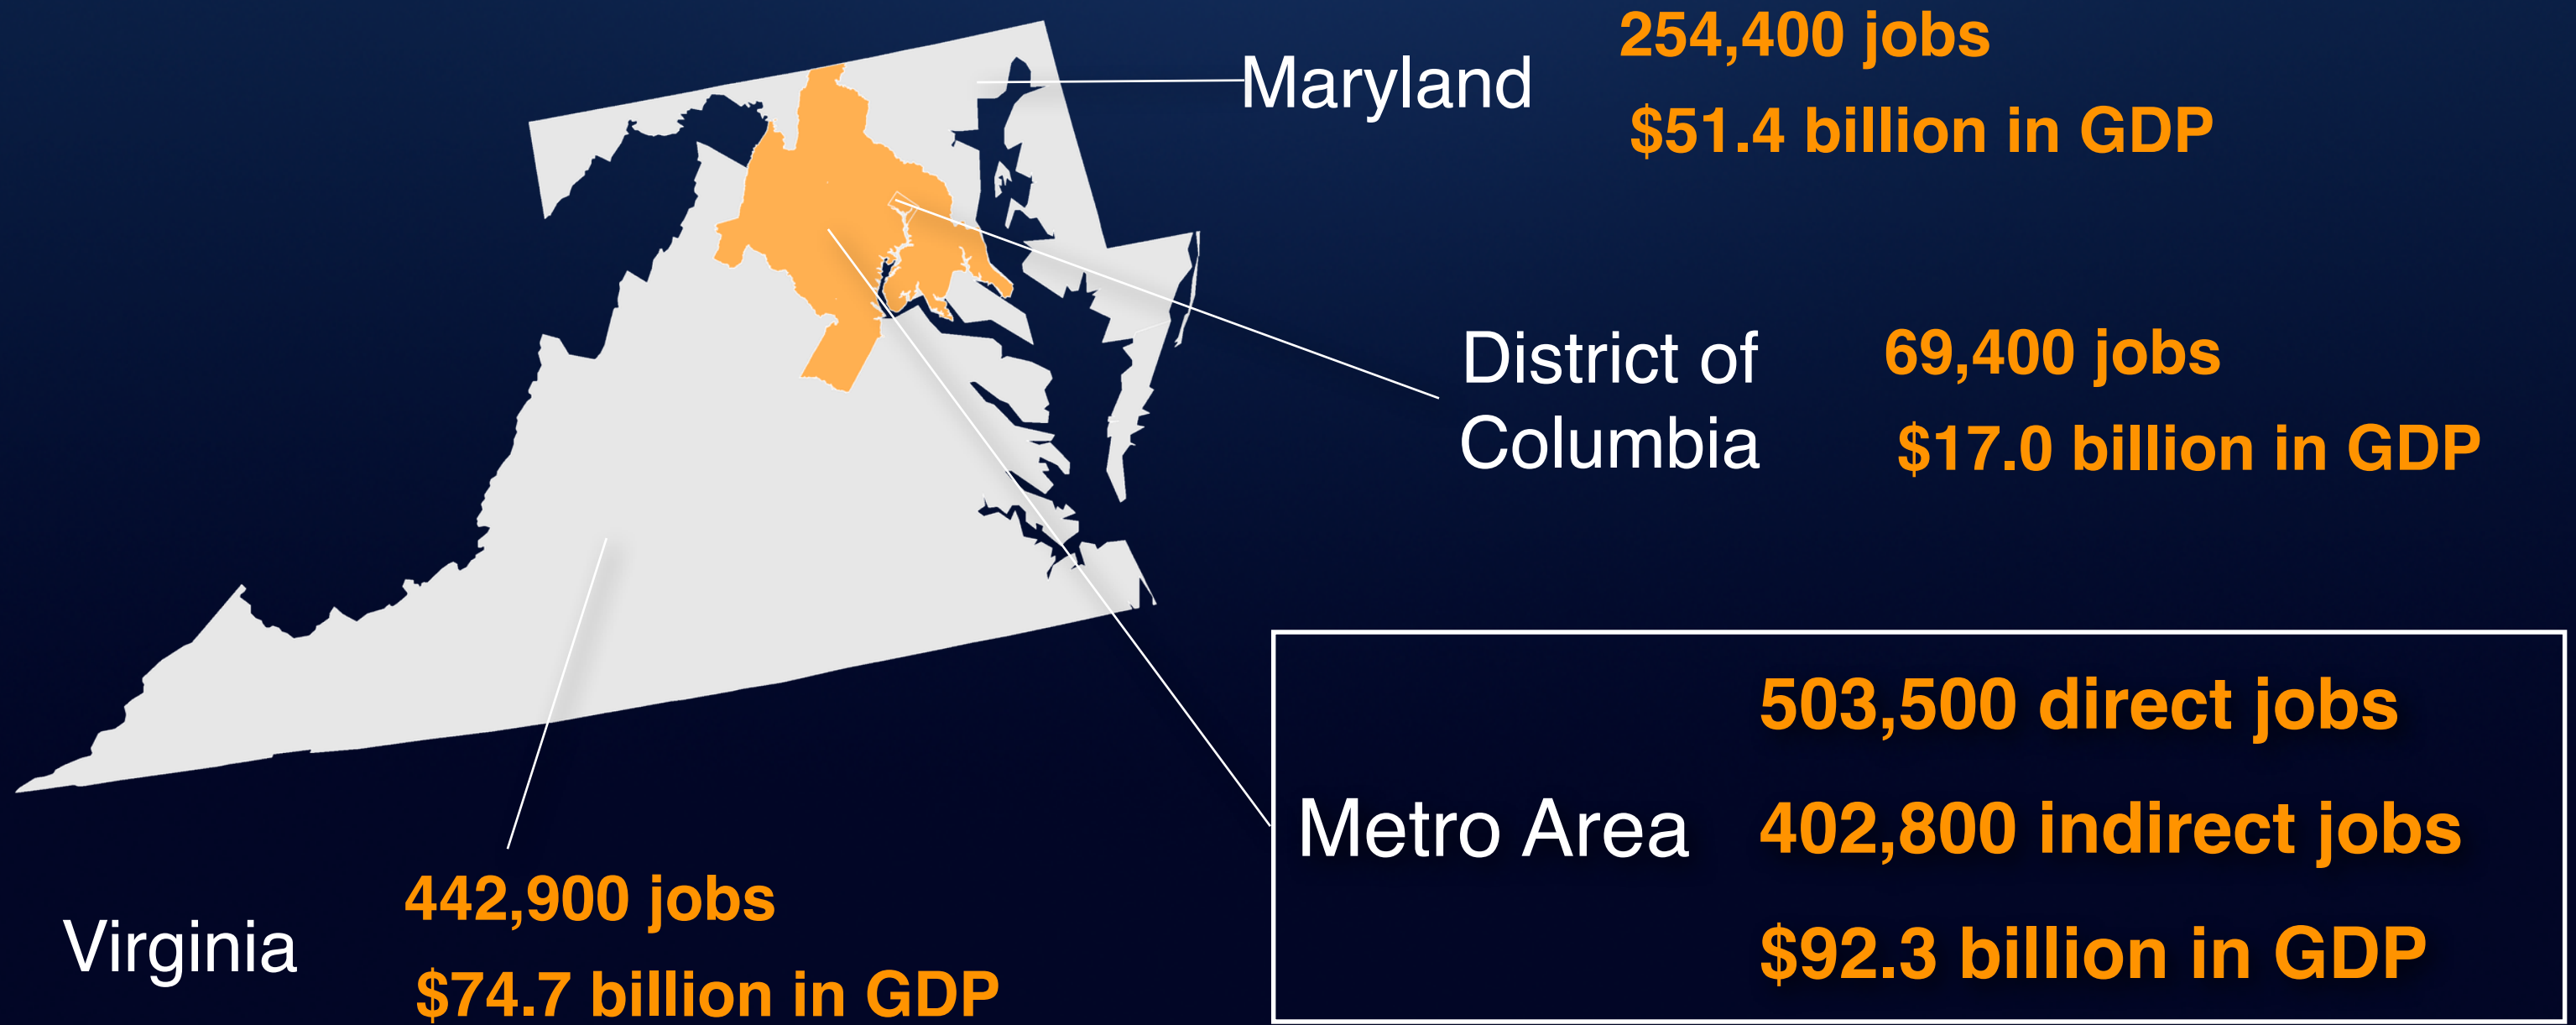 Maryland
254,400 jobs
$51.4 billion in GDP
District of
Columbia
69,400 jobs
$17.0 billion in GDP
Metro Area
503,500 direct jobs
402,800 indirect jobs
$92.3 billion in GDP
Virginia
442,900 jobs
$74.7 billion in GDP